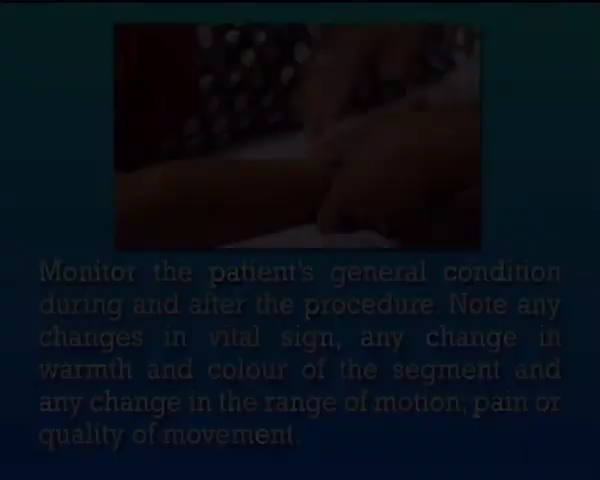 Monitor the patient's general condition
during and after the procedure. Note any
changes in vital sign, any change in
warmth and colour of the segment and
any change in the range of motion, pain or
quality of movement.